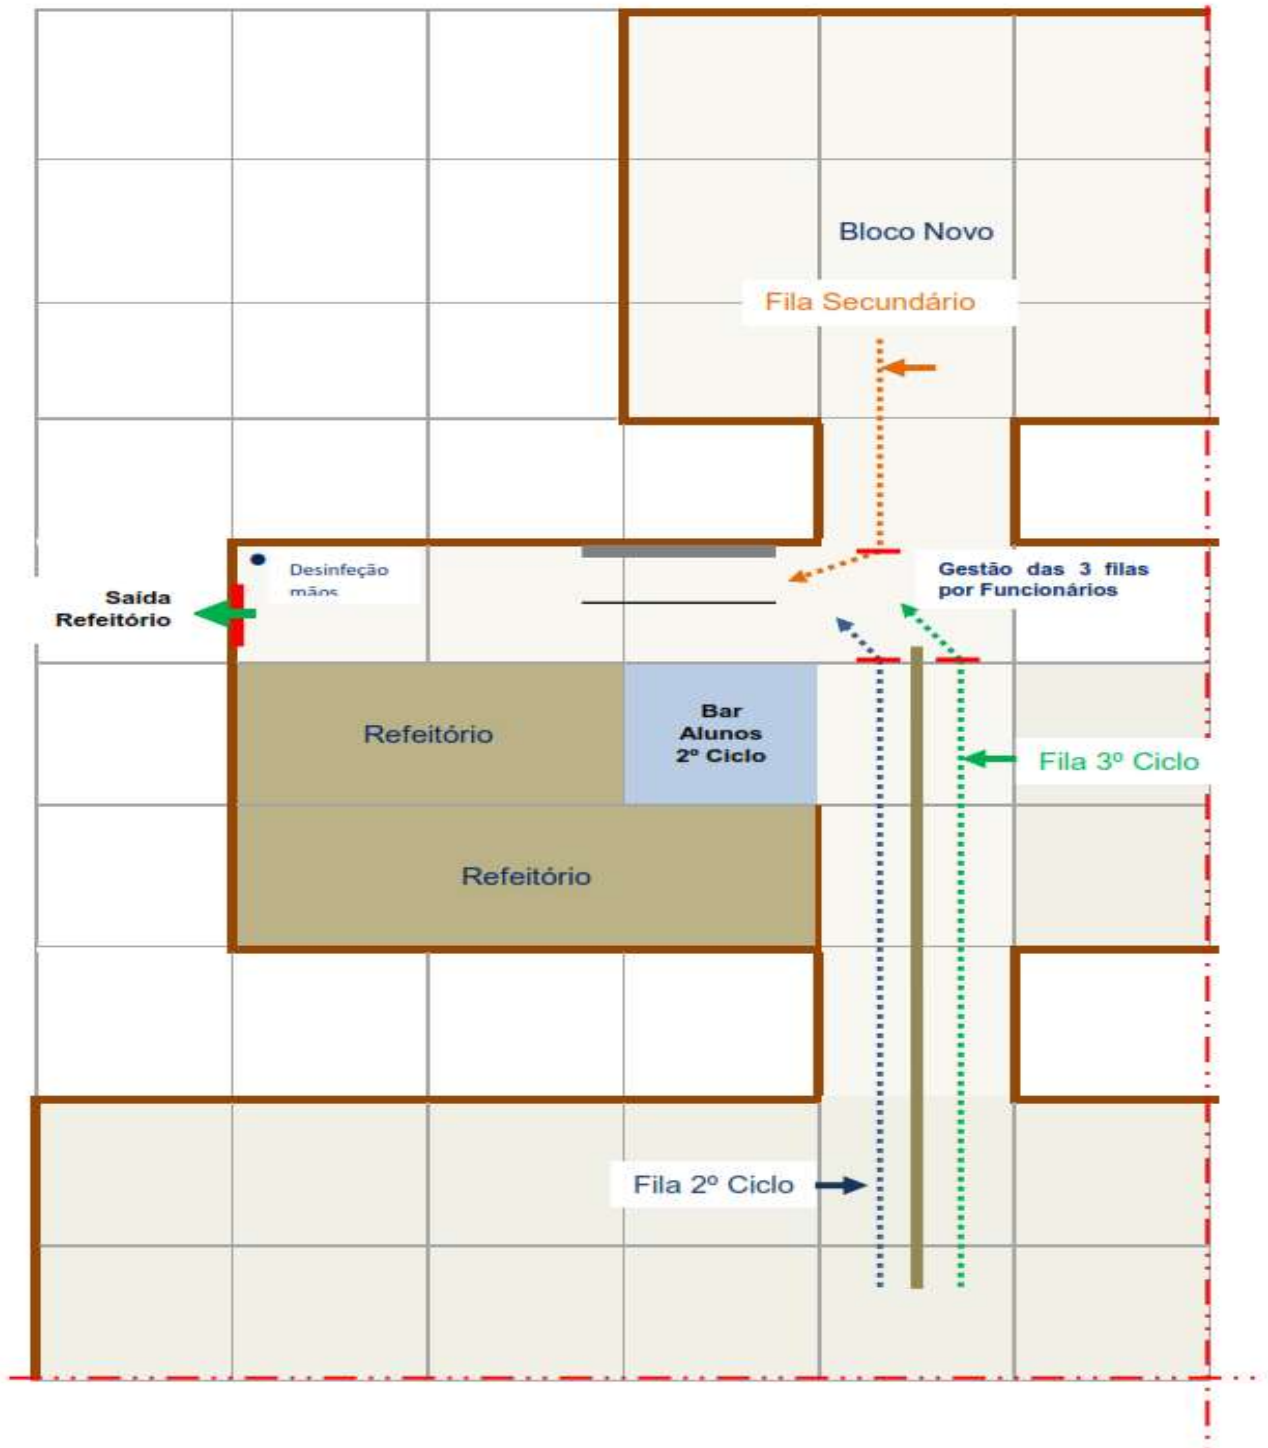 Bloco Novo
Fila Secundário
Desinfeção
mãos
Gestão das 3 filas
por Funcionários
Saída
Refeitório
Refeitório
Bar
Alunos
2º Ciclo
Fila 3º Ciclo
Refeitório
Fila 2º Ciclo